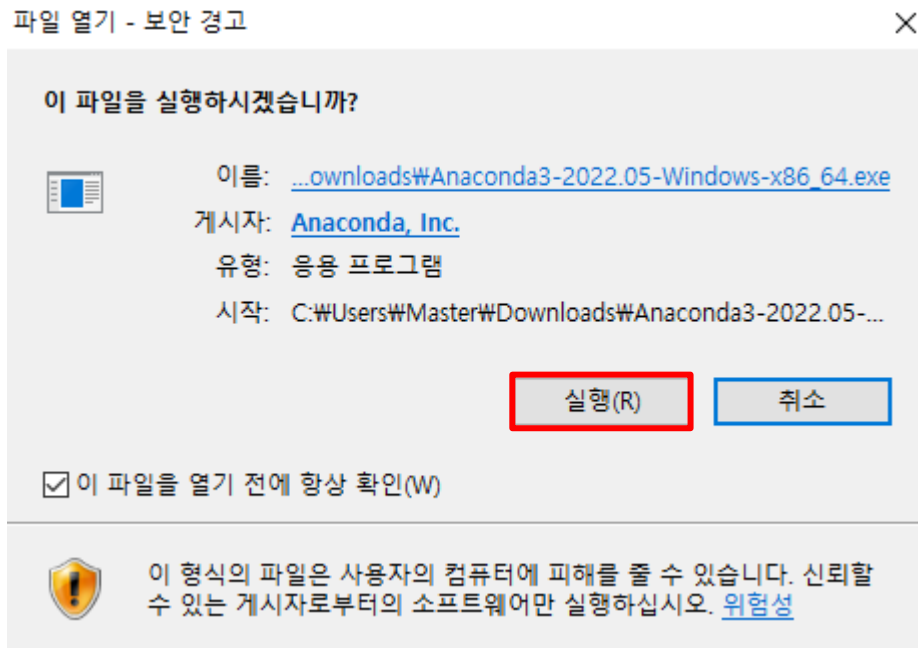 파일 열기 - 보안 경고
이 파일을 실행하시겠습니까?
이름: ...ownloads₩Anaconda3-2022.05-Windows-x86_64.exe
게시자: Anaconda, Inc.
유형: 응용 프로그램
시작: C:₩Users₩Master₩Downloads₩Anaconda3-2022.05-...
실행(R) 취소
이 파일을 열기 전에 항상 확인(W)
이 형식의 파일은 사용자의 컴퓨터에 피해를 줄 수 있습니다. 신뢰할
수 있는 게시자로부터의 소프트웨어만 실행하십시오. 위험성